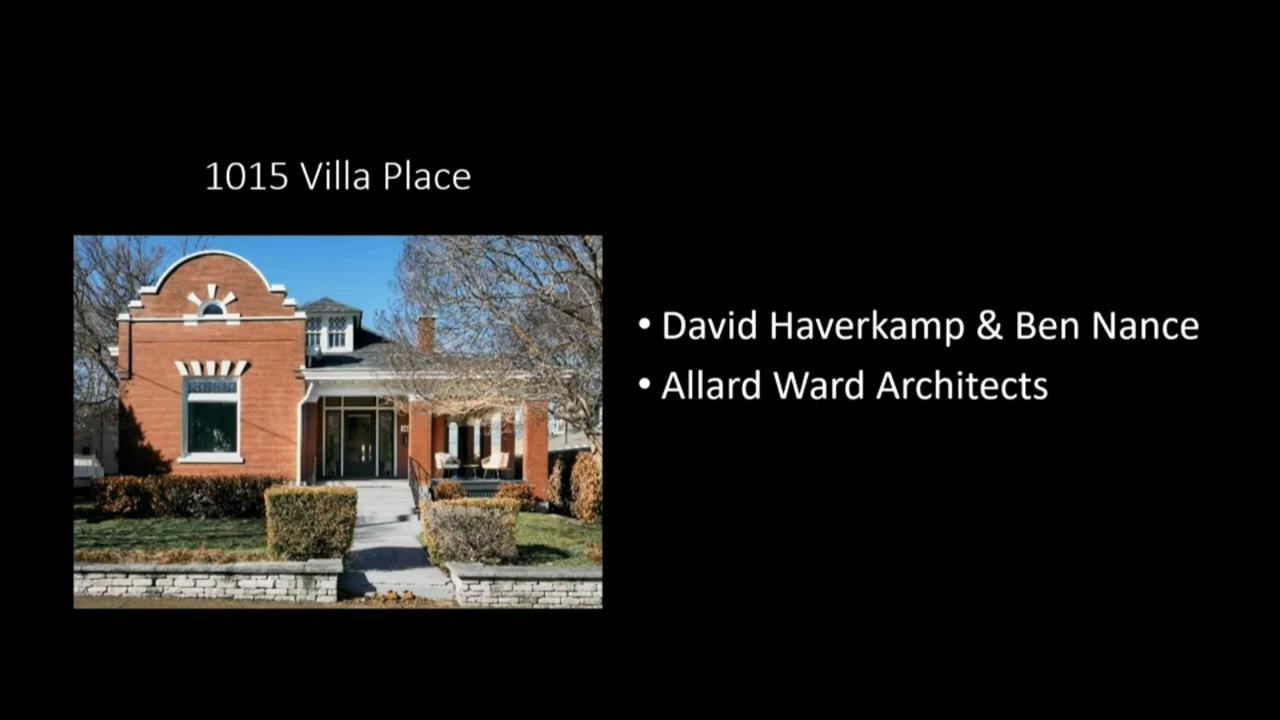 1015 Villa Place
• David Haverkamp & Ben Nance
• Allard Ward Architects